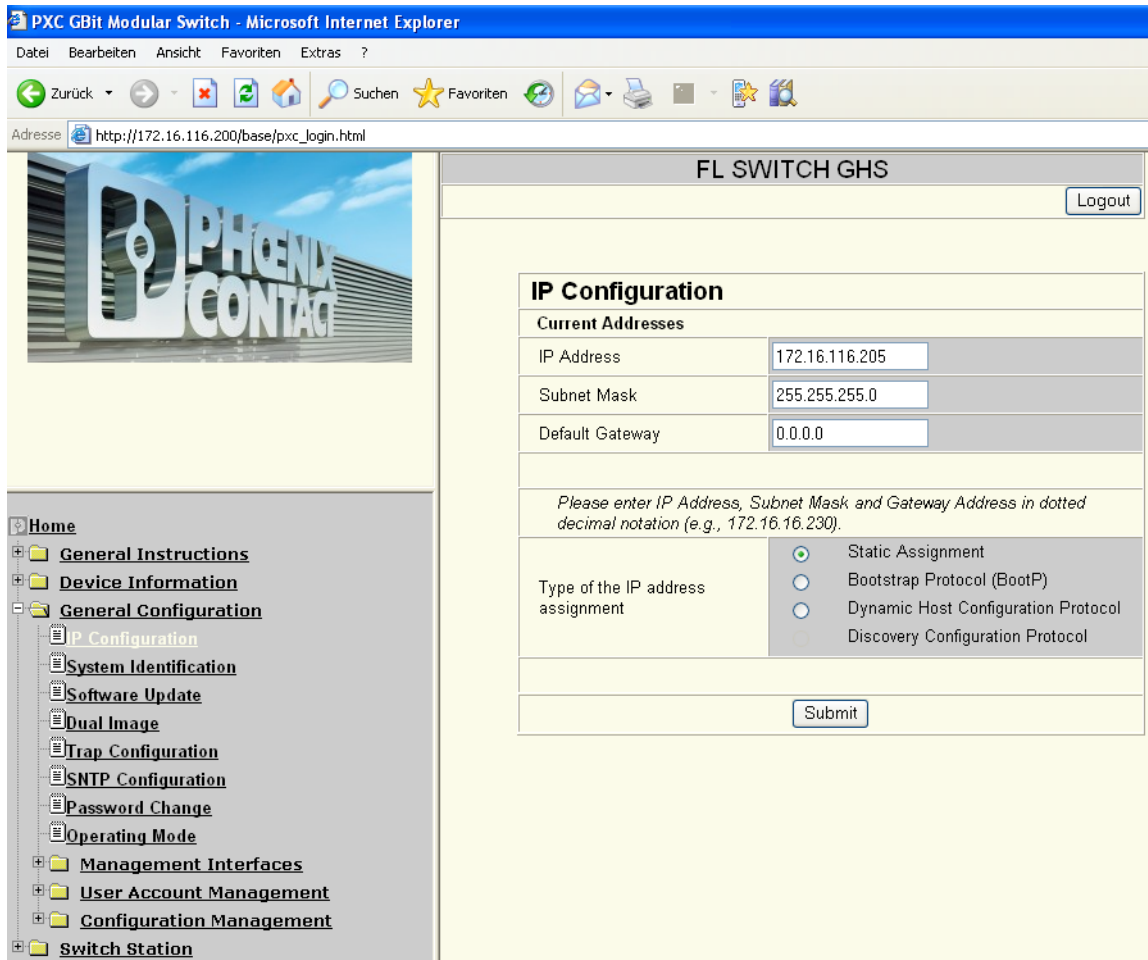 PXC GBit Modular Switch - Microsoft Internet Explorer
Datei Bearbeiten Ansicht Favoriten Extras ?
Zurück Suchen Favoriten
Adresse http://172.16.116.200/base/pxc_login.html
PHŒNIX
CONTACT
FL SWITCH GHS
Logout
IP Configuration
Current Addresses
IP Address 172.16.116.205
Subnet Mask 255.255.255.0
Default Gateway 0.0.0.0
Please enter IP Address, Subnet Mask and Gateway Address in dotted
decimal notation (e.g., 172.16.16.230).
Type of the IP address
assignment
Static Assignment
Bootstrap Protocol (BootP)
Dynamic Host Configuration Protocol
Discovery Configuration Protocol
Submit
Home
General Instructions
Device Information
General Configuration
IP Configuration
System Identification
Software Update
Dual Image
Trap Configuration
SNTP Configuration
Password Change
Operating Mode
Management Interfaces
User Account Management
Configuration Management
Switch Station